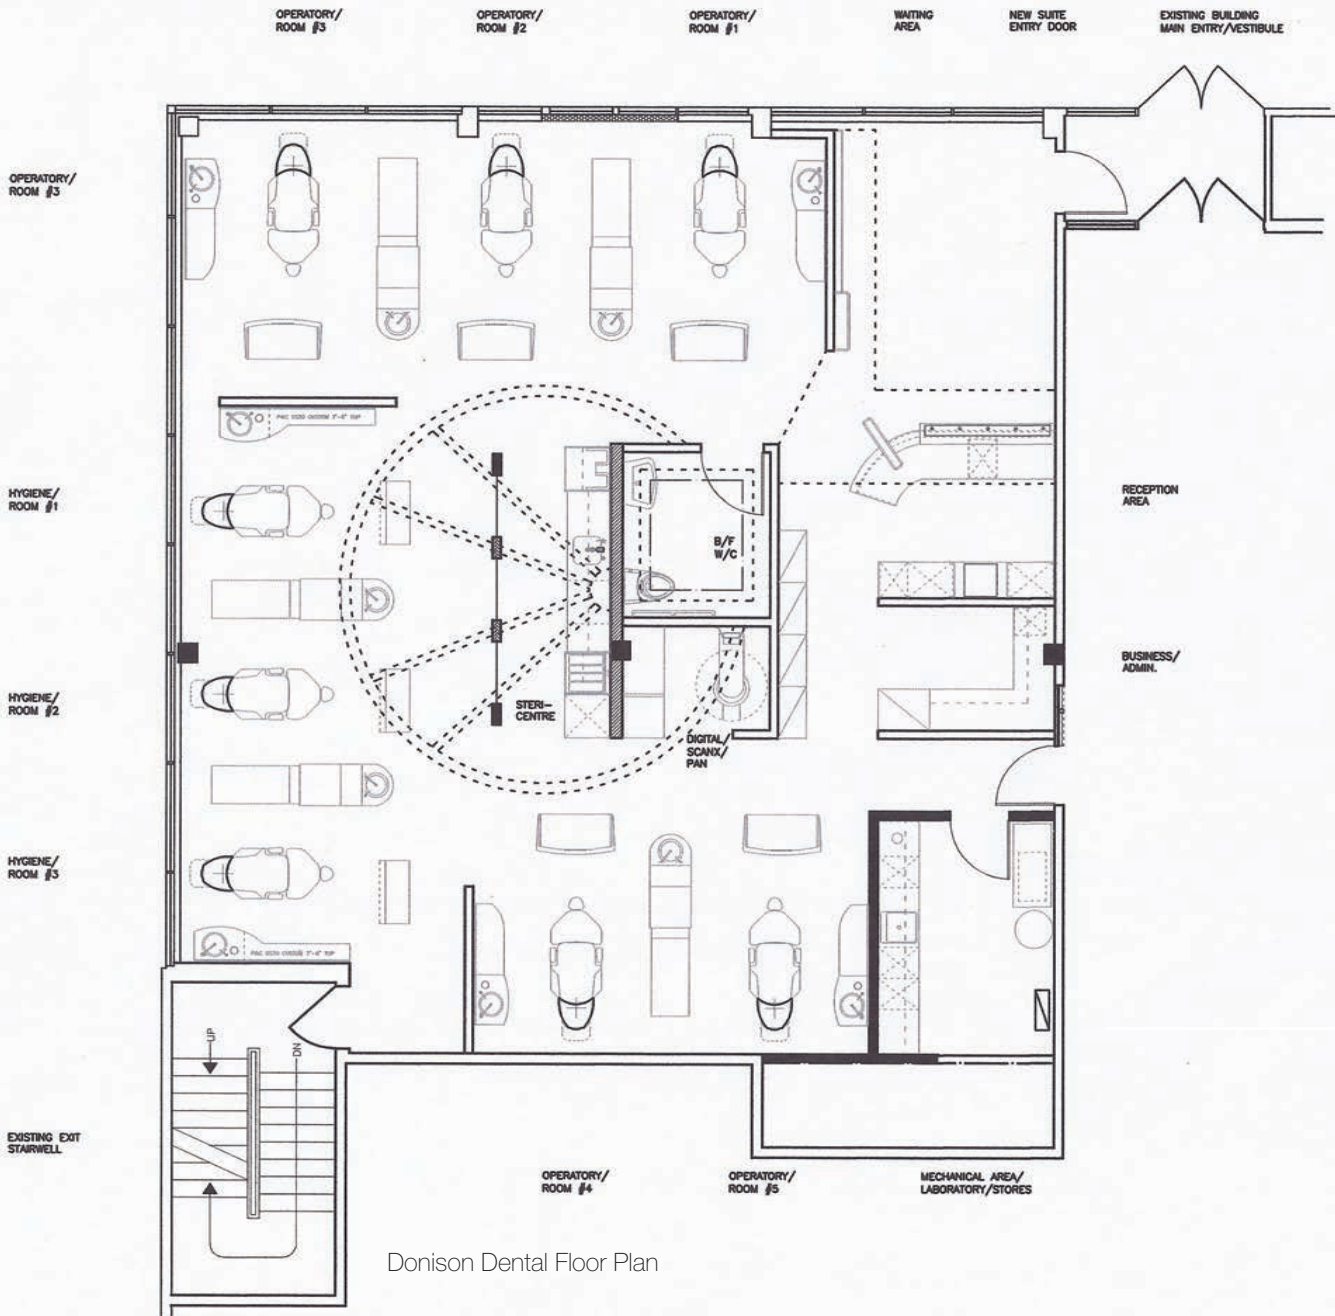 OPERATORY/
ROOM #3
OPERATORY/
ROOM #2
OPERATORY/
ROOM #1
WAITING
AREA
NEW SUITE
ENTRY DOOR
EXISTING BUILDING
MAIN ENTRY/VESTIBULE
OPERATORY/
ROOM #3
HYGIENE/
ROOM #1
RECEPTION
AREA
B/F
W/C
BUSINESS/
ADMIN.
HYGIENE/
ROOM #2
STERI-
CENTRE
DIGITAL/
SCANX/
PAN
HYGIENE/
ROOM #3
UP
DN
EXISTING EXIT
STAIRWELL
OPERATORY/
ROOM #4
OPERATORY/
ROOM #5
MECHANICAL AREA/
LABORATORY/STORES
Donison Dental Floor Plan